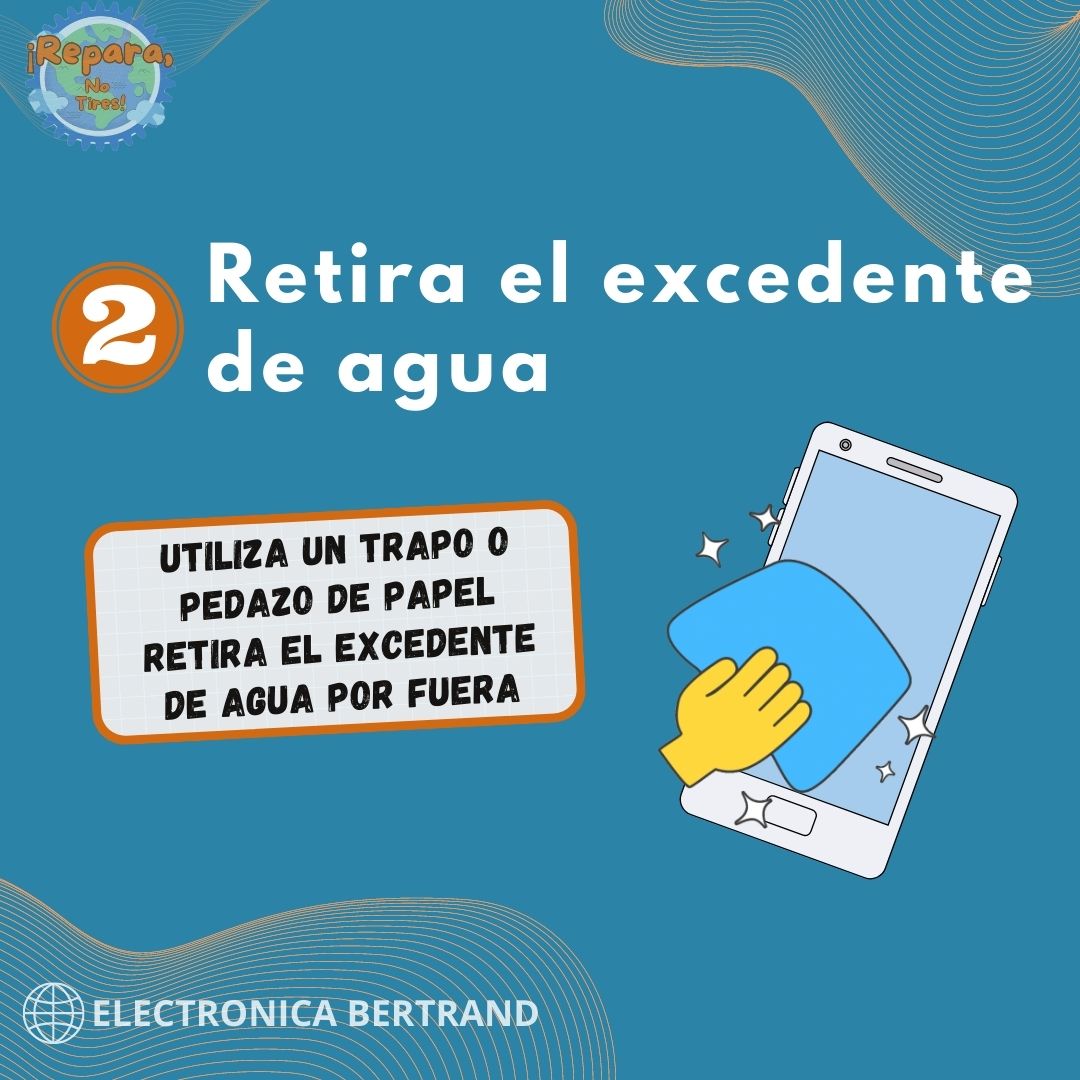 ¡Repara,
No
Tires!
2
Retira el excedente
de agua
UTILIZA UN TRAPO O
PEDAZO DE PAPEL
RETIRA EL EXCEDENTE
DE AGUA POR FUERA
ELECTRONICA BERTRAND